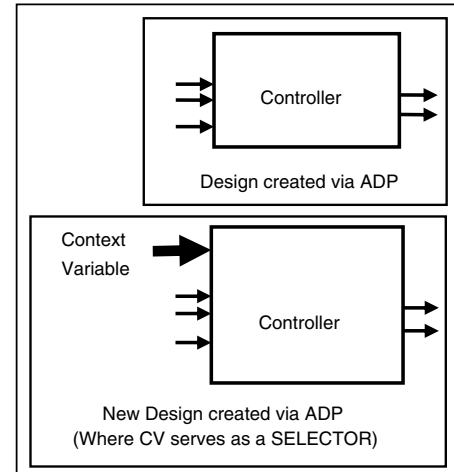 Controller
Design created via ADP
Context
Variable
Controller
New Design created via ADP
(Where CV serves as a SELECTOR)